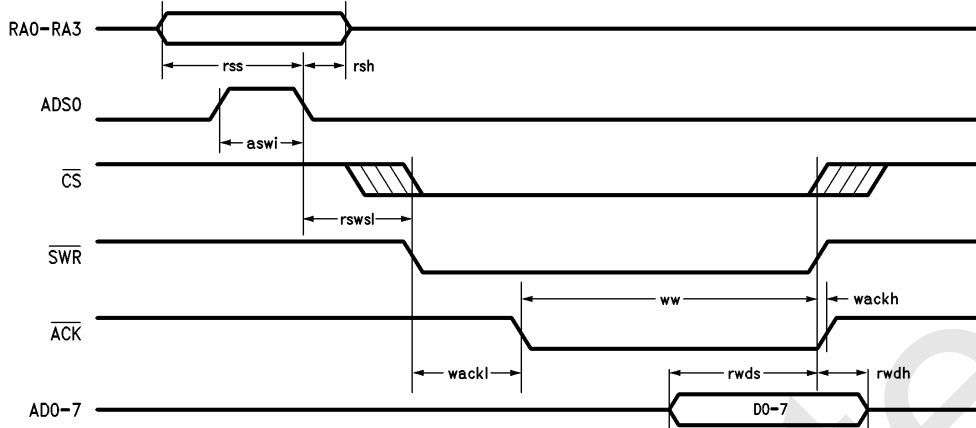 RA0-RA3
rss
rsh
ADS0
aswi
CS
rswsl
SWR
ww
wackh
ACK
wackl
rwds
rwdh
AD0-7
D0-7